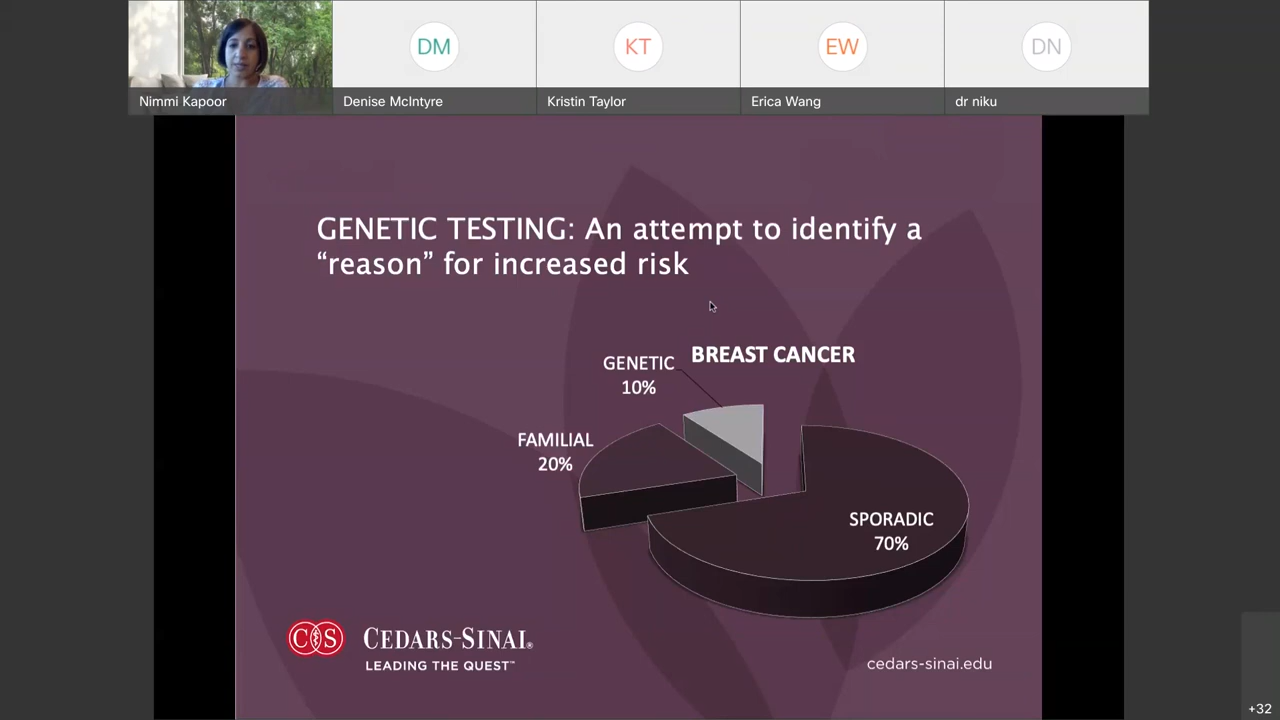 DM
KT
EW
DN
Nimmi Kapoor
Denise McIntyre
Kristin Taylor
Erica Wang
dr niku
GENETIC TESTING: An attempt to identify a
“reason” for increased risk
BREAST CANCER
GENETIC
10%
FAMILIAL
20%
SPORADIC
70%
CS
CEDARS-SINAI®
LEADING THE QUEST™
cedars-sinai.edu
+32